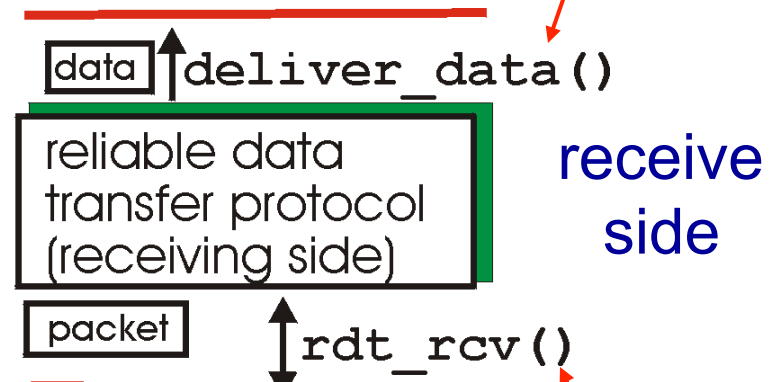 data deliver_data()
reliable data
transfer protocol
(receiving side)
receive
side
packet
rdt_rcv()